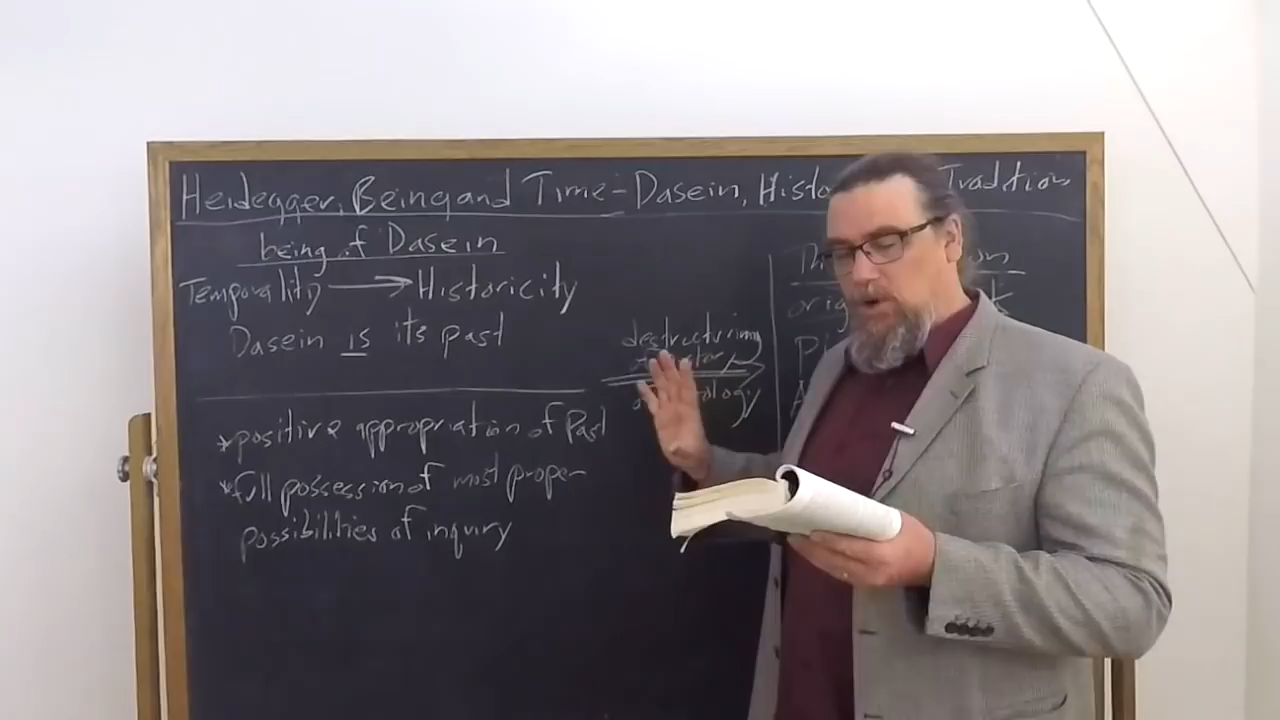 Heidegger, Being and Time - Dasein, Histo Tradition
being of Dasein
Temporality → Historicity
Dasein is its past
destructuring
*positive appropriation of Past
*full possession of most proper
possibilities of inquiry